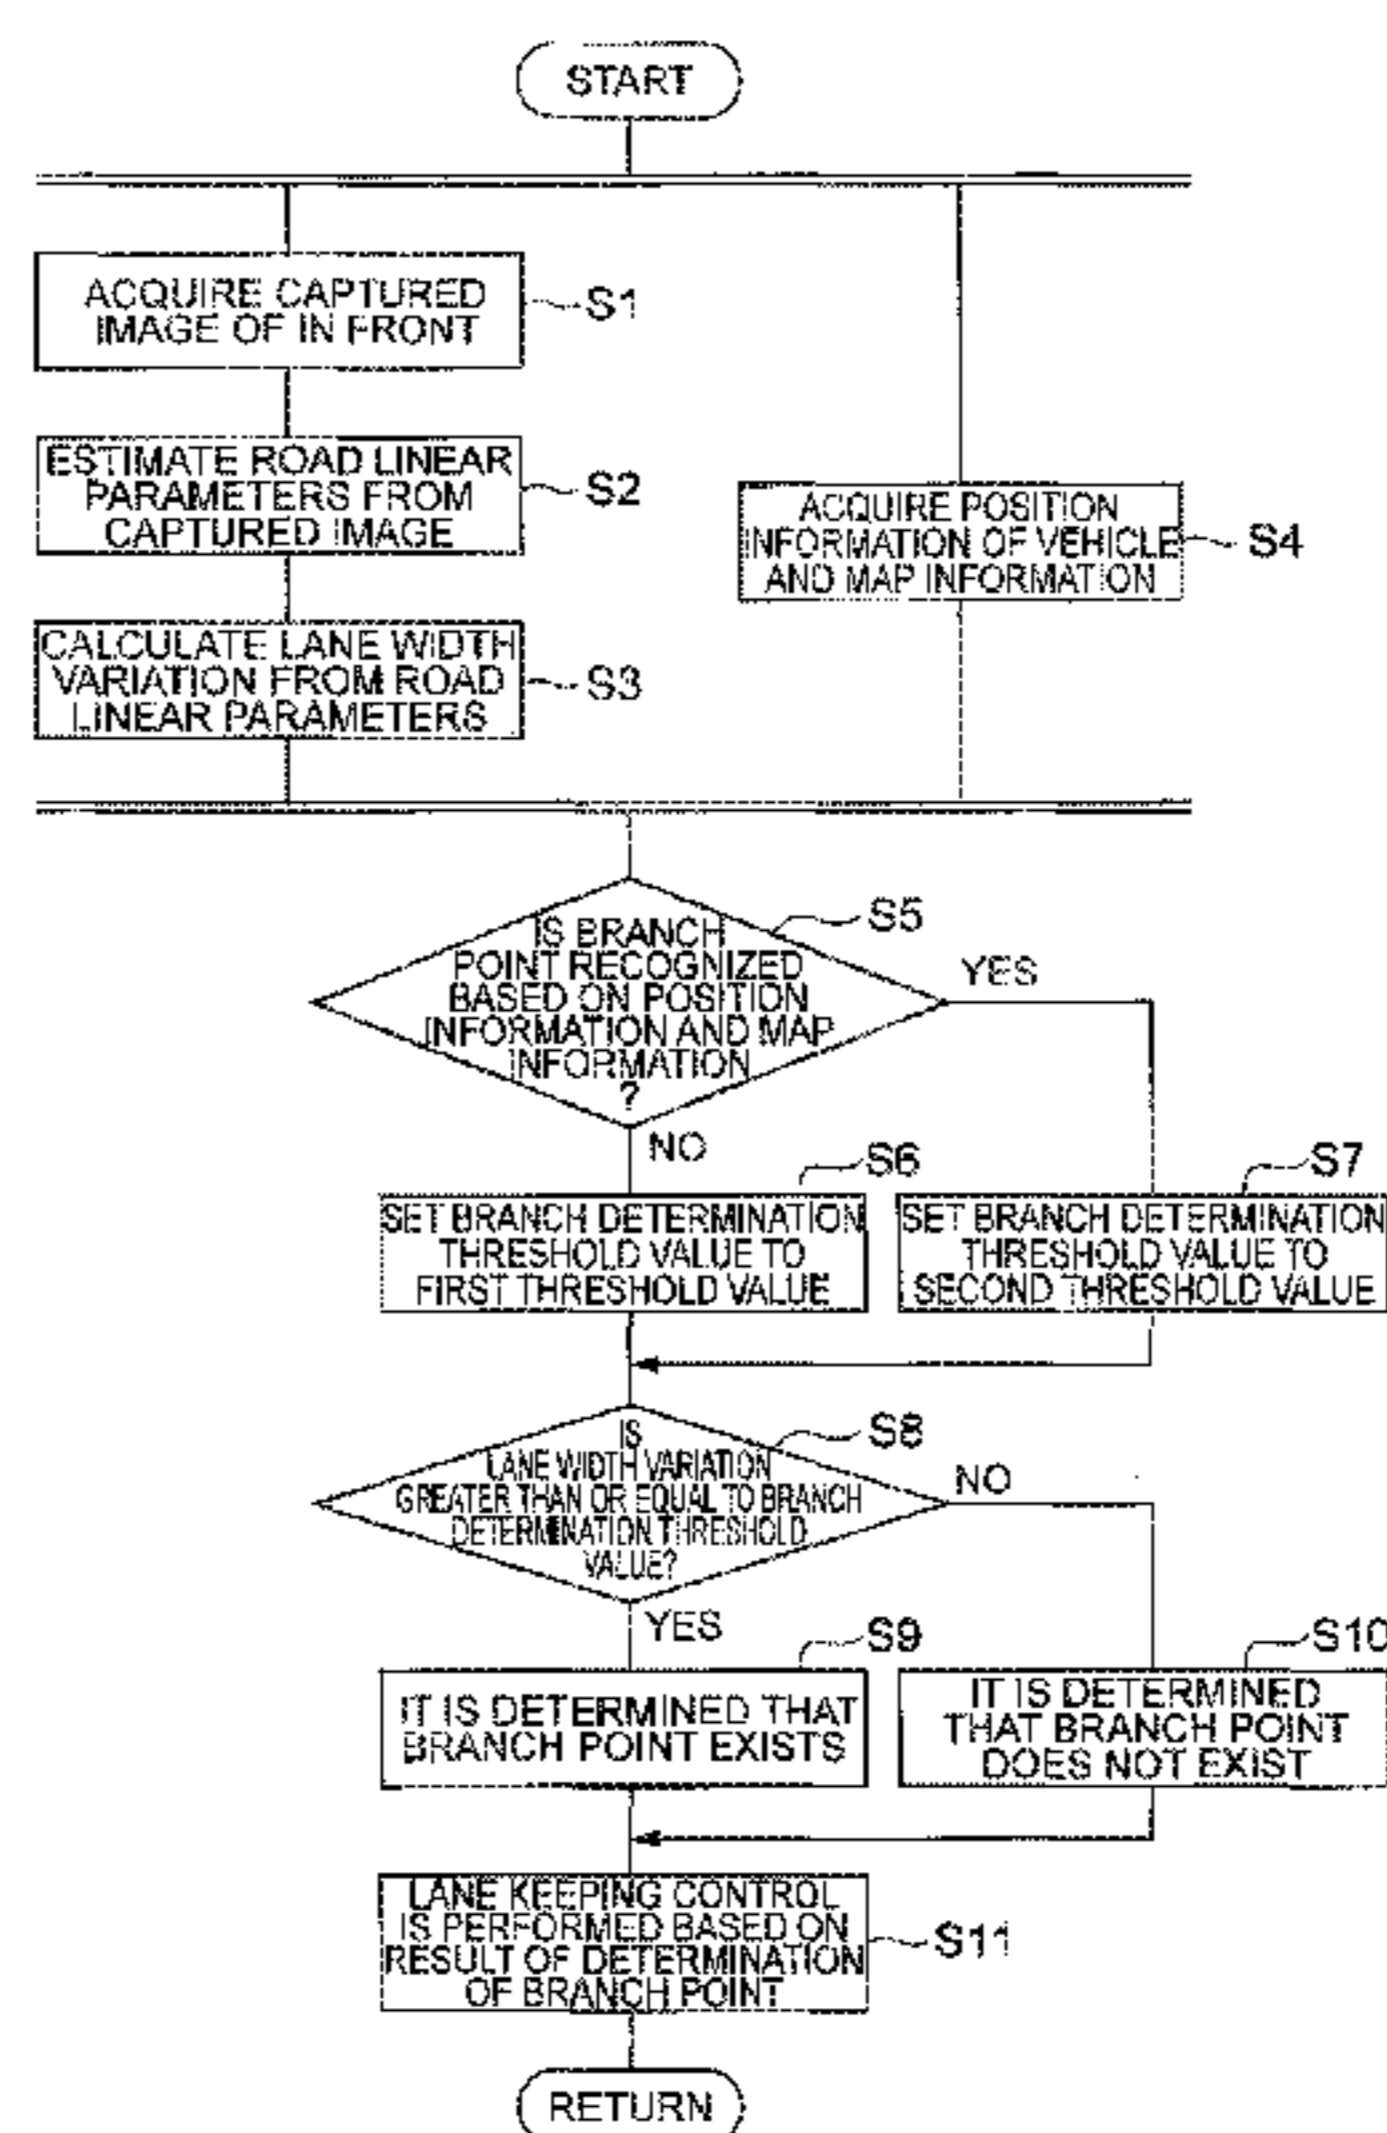 START
ACQUIRE CAPTURED
IMAGE OF IN FRONT
S1
ESTIMATE ROAD LINEAR
PARAMETERS FROM
CAPTURED IMAGE
S2
CALCULATE LANE WIDTH
VARIATION FROM ROAD
LINEAR PARAMETERS
S3
ACQUIRE POSITION
INFORMATION OF VEHICLE
AND MAP INFORMATION
S4
IS BRANCH
POINT RECOGNIZED
BASED ON POSITION
INFORMATION AND MAP
INFORMATION
?
S5
YES
NO
SET BRANCH DETERMINATION
THRESHOLD VALUE TO
FIRST THRESHOLD VALUE
S6
SET BRANCH DETERMINATION
THRESHOLD VALUE TO
SECOND THRESHOLD VALUE
S7
IS
LANE WIDTH VARIATION
GREATER THAN OR EQUAL TO BRANCH
DETERMINATION THRESHOLD
VALUE?
S8
NO
YES
IT IS DETERMINED THAT
BRANCH POINT EXISTS
S9
IT IS DETERMINED
THAT BRANCH POINT
DOES NOT EXIST
S10
LANE KEEPING CONTROL
IS PERFORMED BASED ON
RESULT OF DETERMINATION
OF BRANCH POINT
S11
RETURN